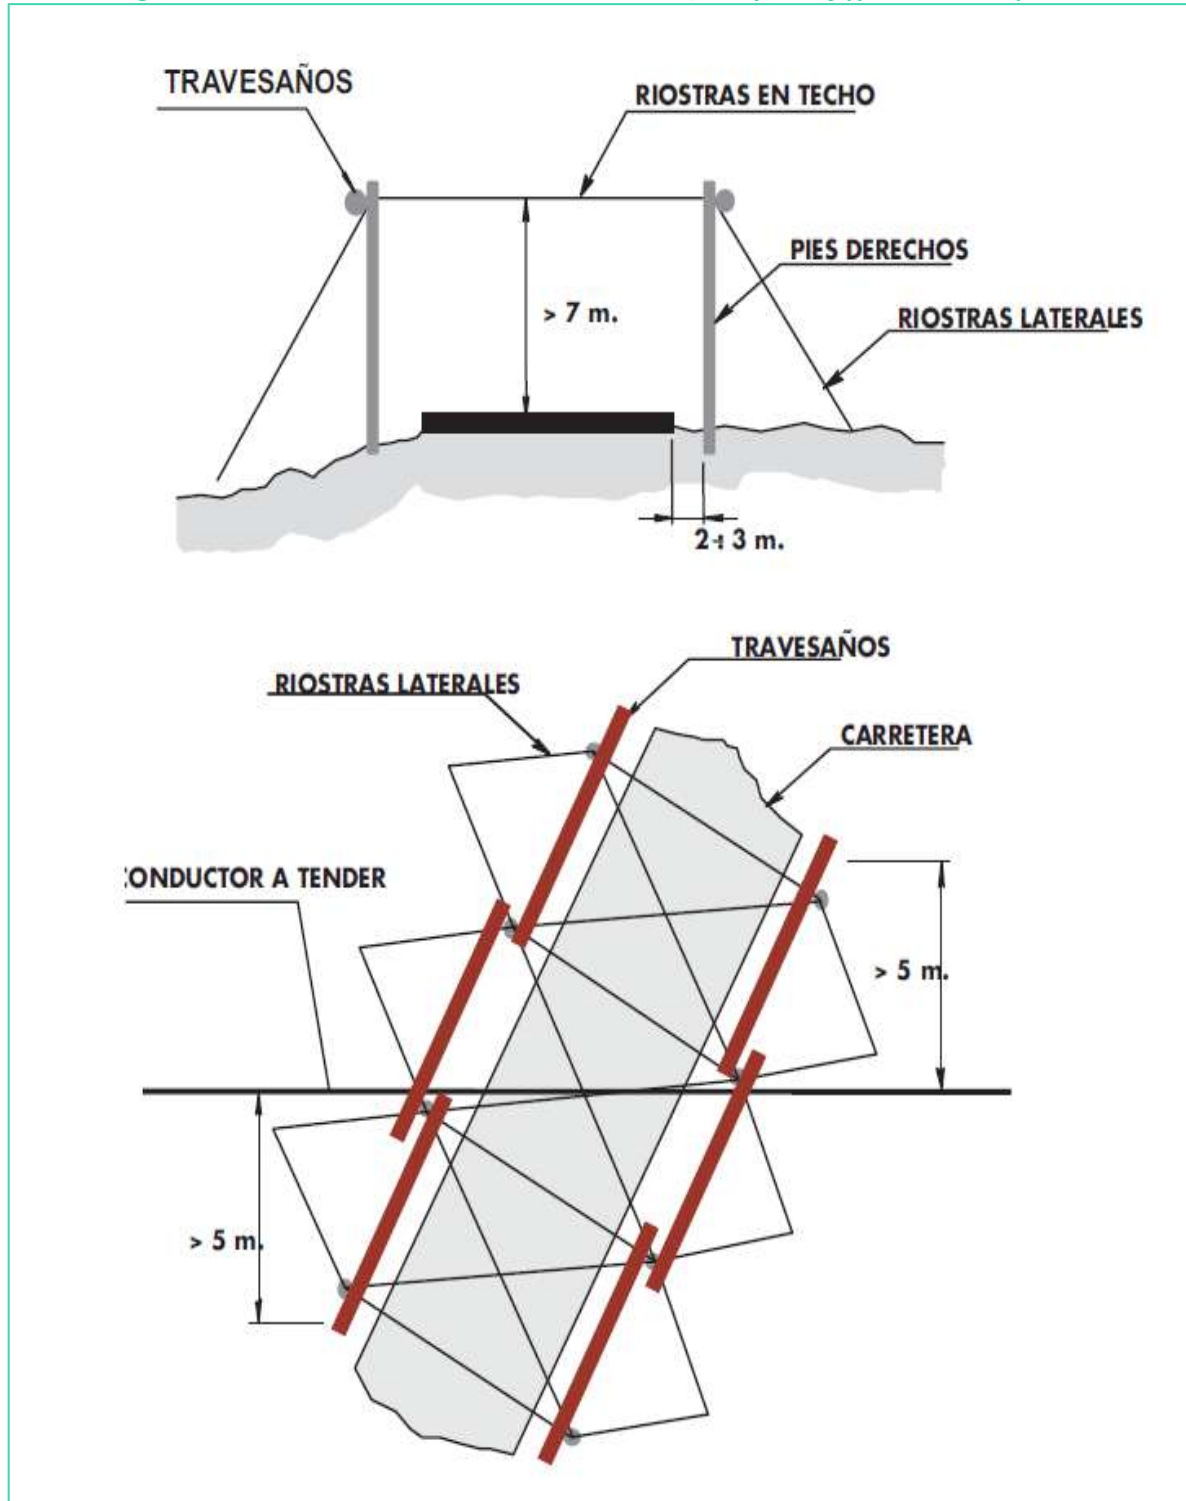 TRAVESAÑOS
RIOSTRAS EN TECHO
PIES DERECHOS
> 7 m.
RIOSTRAS LATERALES
2 ÷ 3 m.
TRAVESAÑOS
RIOSTRAS LATERALES
CARRETERA
ONDUCTOR A TENDER
> 5 m.
> 5 m.